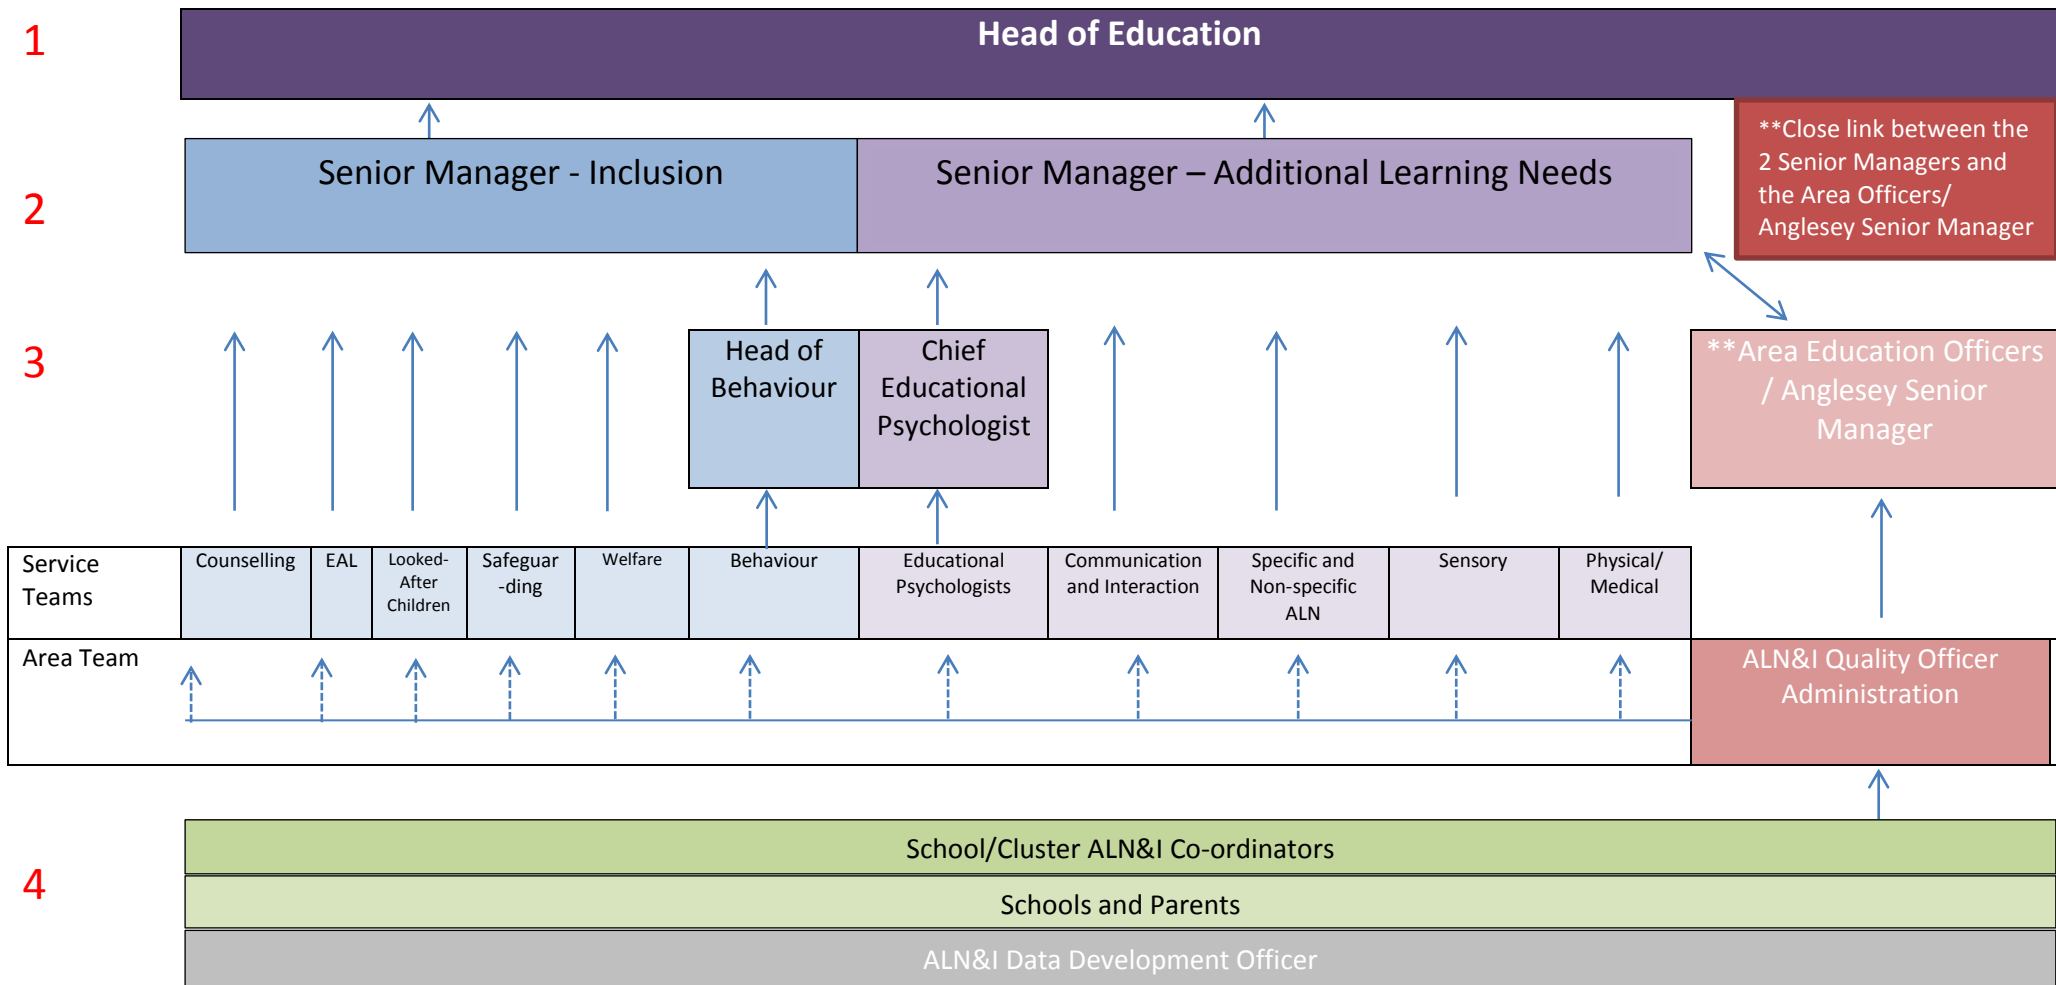 1
Head of Education
2
Senior Manager - Inclusion
Senior Manager – Additional Learning Needs
**Close link between the
2 Senior Managers and
the Area Officers/
Anglesey Senior Manager
3
Head of
Behaviour
Chief
Educational
Psychologist
**Area Education Officers
/ Anglesey Senior
Manager
Service
Teams
Counselling
EAL
Looked-
After
Children
Safeguar
-ding
Welfare
Behaviour
Educational
Psychologists
Communication
and Interaction
Specific and
Non-specific
ALN
Sensory
Physical/
Medical
Area Team
ALN&I Quality Officer
Administration
4
School/Cluster ALN&I Co-ordinators
Schools and Parents
ALN&I Data Development Officer